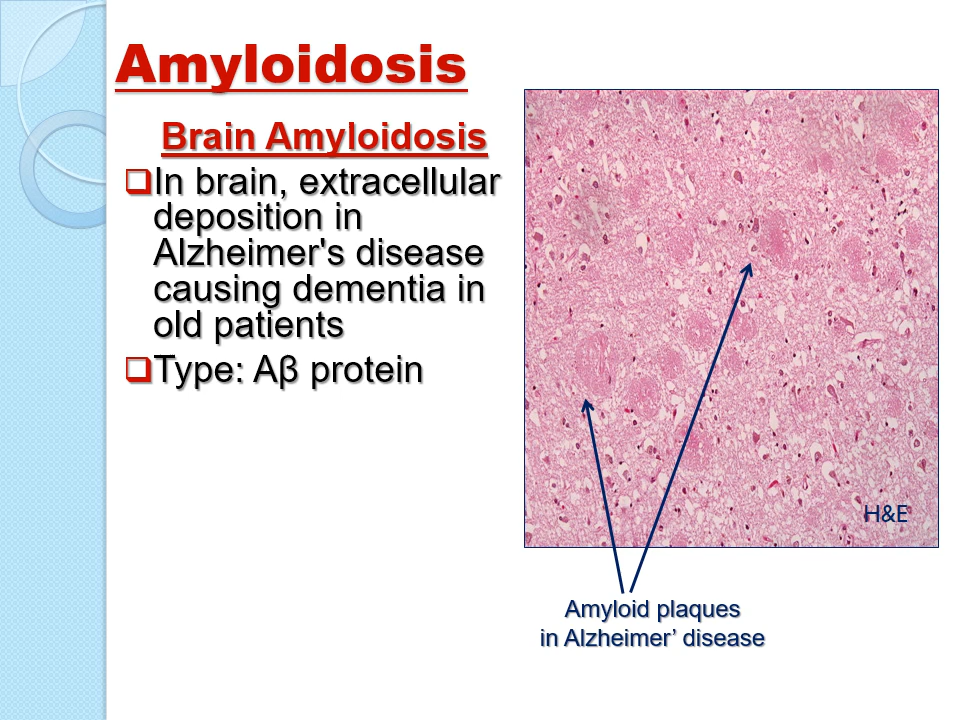 Amyloidosis
Brain Amyloidosis
❑In brain, extracellular
deposition in
Alzheimer's disease
causing dementia in
old patients
❑Type: Aβ protein
H&E
Amyloid plaques
in Alzheimer’ disease